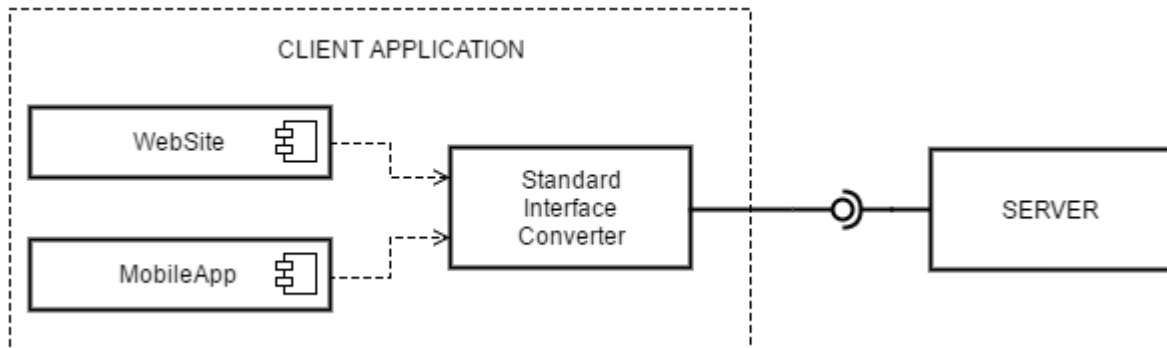 CLIENT APPLICATION
WebSite
MobileApp
Standard
Interface
Converter
SERVER